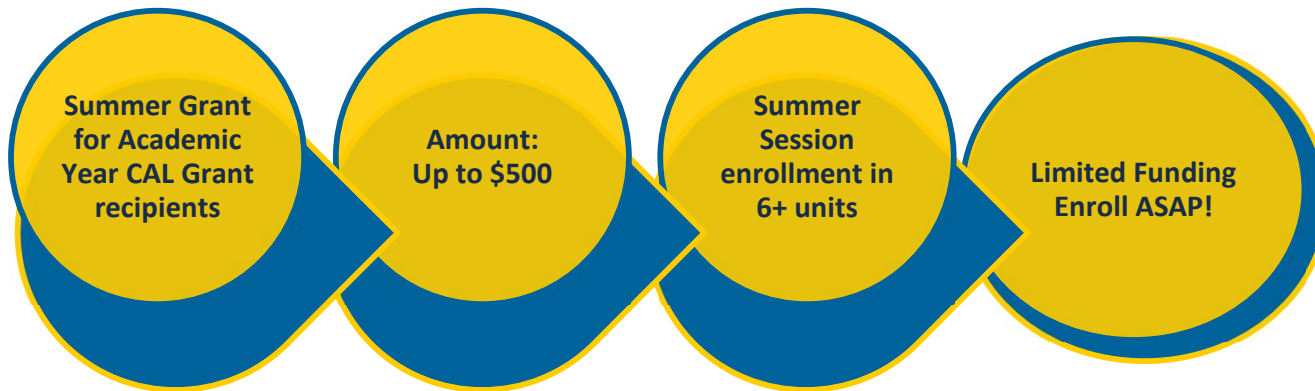 Summer Grant
for Academic
Year CAL Grant
recipients
Amount:
Up to $500
Summer
Session
enrollment in
6+ units
Limited Funding
Enroll ASAP!